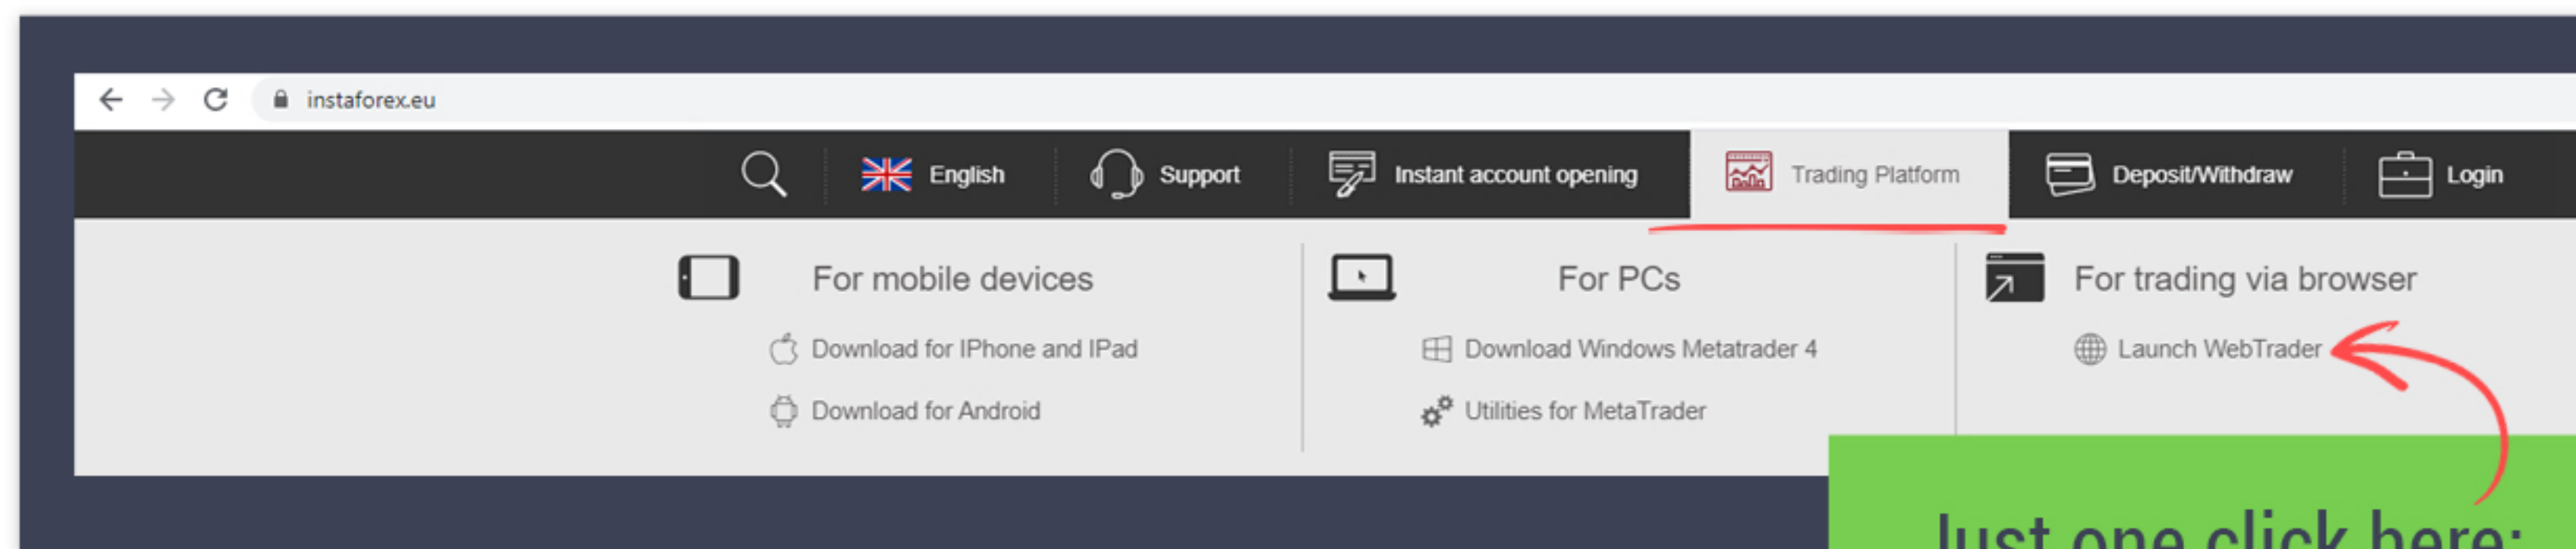 instaforex.eu
English Support Instant account opening Trading Platform Deposit/Withdraw Login
For mobile devices For PCs For trading via browser
Download for IPhone and IPad Download Windows Metatrader 4 Launch WebTrader
Download for Android Utilities for MetaTrader
Just one click here: